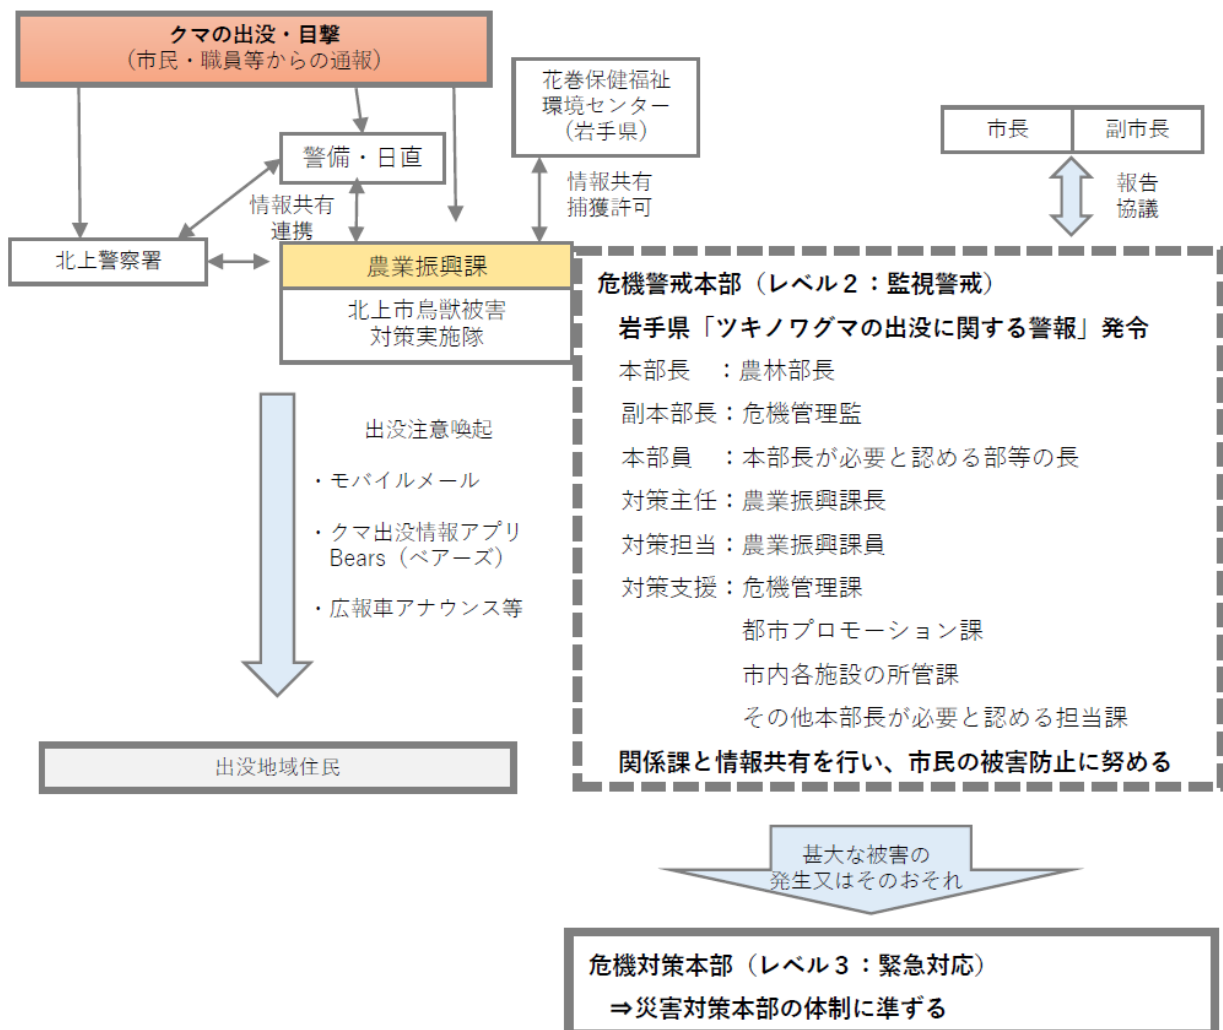 クマの出没・目撃
（市民・職員等からの通報）
花巻保健福祉
環境センター
（岩手県）
市長
副市長
警備・日直
情報共有
捕獲許可
報告
協議
情報共有
連携
北上警察署
農業振興課
北上市鳥獣被害
対策実施隊
危機警戒本部（レベル２：監視警戒）
岩手県「ツキノワグマの出没に関する警報」発令
本部長　：農林部長
副本部長：危機管理監
本部員　：本部長が必要と認める部等の長
対策主任：農業振興課長
対策担当：農業振興課員
対策支援：危機管理課
都市プロモーション課
市内各施設の所管課
その他本部長が必要と認める担当課
関係課と情報共有を行い、市民の被害防止に努める
出没注意喚起
・モバイルメール
・クマ出没情報アプリ
Bears（ベアーズ）
・広報車アナウンス等
出没地域住民
甚大な被害の
発生又はそのおそれ
危機対策本部（レベル３：緊急対応）
⇒災害対策本部の体制に準ずる